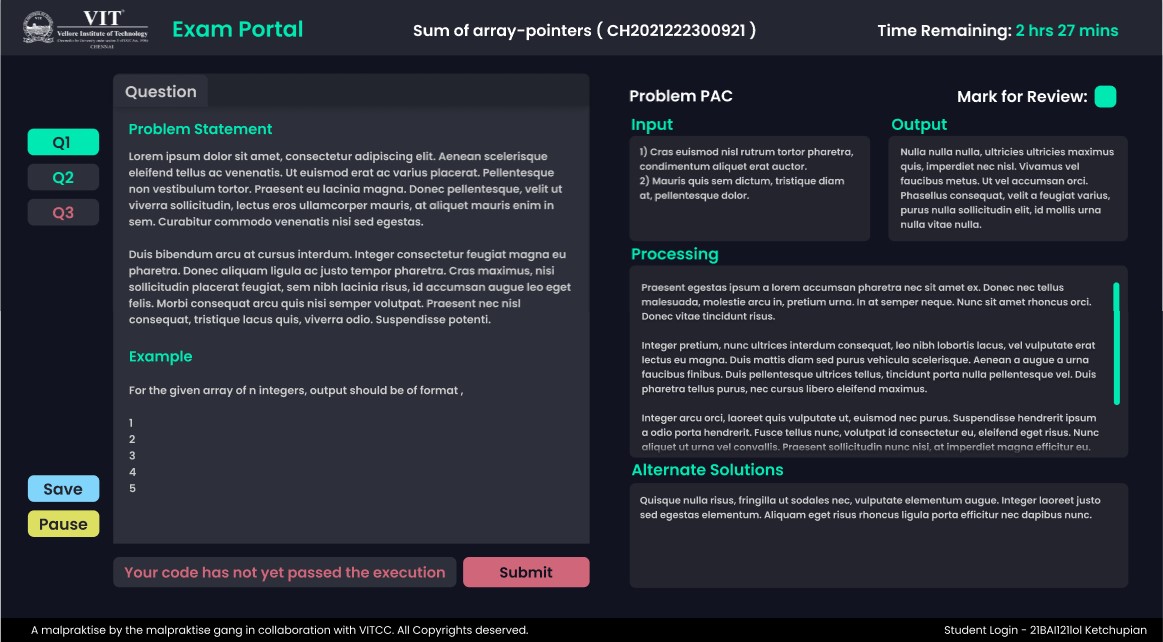 VIT
Vellore Institute of Technology
CHENNAI
Exam Portal
Sum of array-pointers ( CH2021222300921 )
Time Remaining: 2 hrs 27 mins
Q1
Q2
Q3
Save
Pause
Question
Problem Statement
Lorem ipsum dolor sit amet, consectetur adipiscing elit. Aenean scelerisque
eleifend tellus ac venenatis. Ut euismod erat ac varius placerat. Pellentesque
non vestibulum tortor. Praesent eu lacinia magna. Donec pellentesque, velit ut
viverra sollicitudin, lectus eros ullamcorper mauris, at aliquet mauris enim in
sem. Curabitur commodo venenatis nisi sed egestas.
Duis bibendum arcu at cursus interdum. Integer consectetur feugiat magna eu
pharetra. Donec aliquam ligula ac justo tempor pharetra. Cras maximus, nisi
sollicitudin placerat feugiat, sem nibh lacinia risus, id accumsan augue leo eget
felis. Morbi consequat arcu quis nisi semper volutpat. Praesent nec nisl
consequat, tristique lacus quis, viverra odio. Suspendisse potenti.
Example
For the given array of n integers, output should be of format ,
1
2
3
4
5
Your code has not yet passed the execution
Submit
Problem PAC
Mark for Review:
Input
1) Cras euismod nisl rutrum tortor pharetra,
condimentum aliquet erat auctor.
2) Mauris quis sem dictum, tristique diam
at, pellentesque dolor.
Output
Nulla nulla nulla, ultricies ultricies maximus
quis, imperdiet nec nisl. Vivamus vel
faucibus metus. Ut vel accumsan orci.
Phasellus consequat, velit a feugiat varius,
purus nulla sollicitudin elit, id mollis urna
nulla vitae nulla.
Processing
Praesent egestas ipsum a lorem accumsan pharetra nec sit amet ex. Donec nec tellus
malesuada, molestie arcu in, pretium urna. In at semper neque. Nunc sit amet rhoncus orci.
Donec vitae tincidunt risus.
Integer pretium, nunc ultrices interdum consequat, leo nibh lobortis lacus, vel vulputate erat
lectus eu magna. Duis mattis diam sed purus vehicula scelerisque. Aenean a augue a urna
faucibus finibus. Duis pellentesque ultrices tellus, tincidunt porta nulla pellentesque vel. Duis
pharetra tellus purus, nec cursus libero eleifend maximus.
Integer arcu orci, laoreet quis vulputate ut, euismod nec purus. Suspendisse hendrerit ipsum
a odio porta hendrerit. Fusce tellus nunc, volutpat id consectetur eu, eleifend eget risus. Nunc
aliquet ut urna vel convallis. Praesent sollicitudin nunc nisl, at imperdiet magna efficitur eu.
Alternate Solutions
Quisque nulla risus, fringilla ut sodales nec, vulputate elementum augue. Integer laoreet justo
sed egestas elementum. Aliquam eget risus rhoncus ligula porta efficitur nec dapibus nunc.
A malpraktise by the malpraktise gang in collaboration with VITCC. All Copyrights deserved.
Student Login - 21BAI121lol Ketchupian